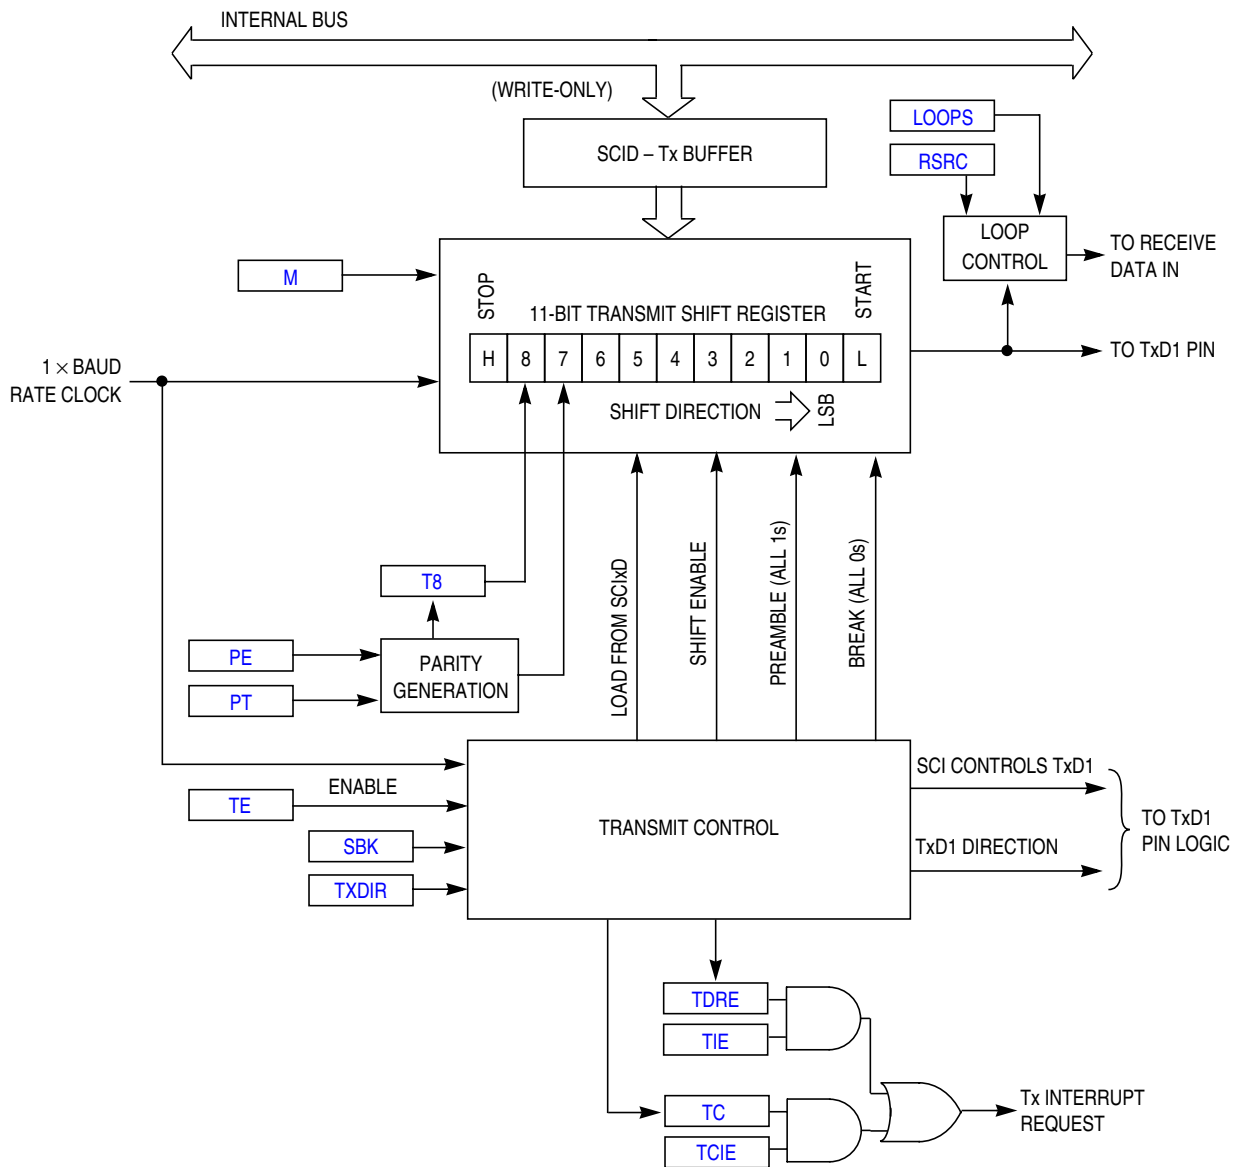 INTERNAL BUS
(WRITE-ONLY)
SCID – Tx BUFFER
LOOPS
RSRC
LOOP
CONTROL
TO RECEIVE
DATA IN
M
STOP
START
11-BIT TRANSMIT SHIFT REGISTER
H 8 7 6 5 4 3 2 1 0 L
TO TxD1 PIN
1 × BAUD
RATE CLOCK
SHIFT DIRECTION
LSB
T8
PE
PT
PARITY
GENERATION
LOAD FROM SCIxD
SHIFT ENABLE
PREAMBLE (ALL 1s)
BREAK (ALL 0s)
ENABLE
TE
SBK
TXDIR
TRANSMIT CONTROL
SCI CONTROLS TxD1
TxD1 DIRECTION
TO TxD1
PIN LOGIC
TDRE
TIE
TC
TCIE
Tx INTERRUPT
REQUEST